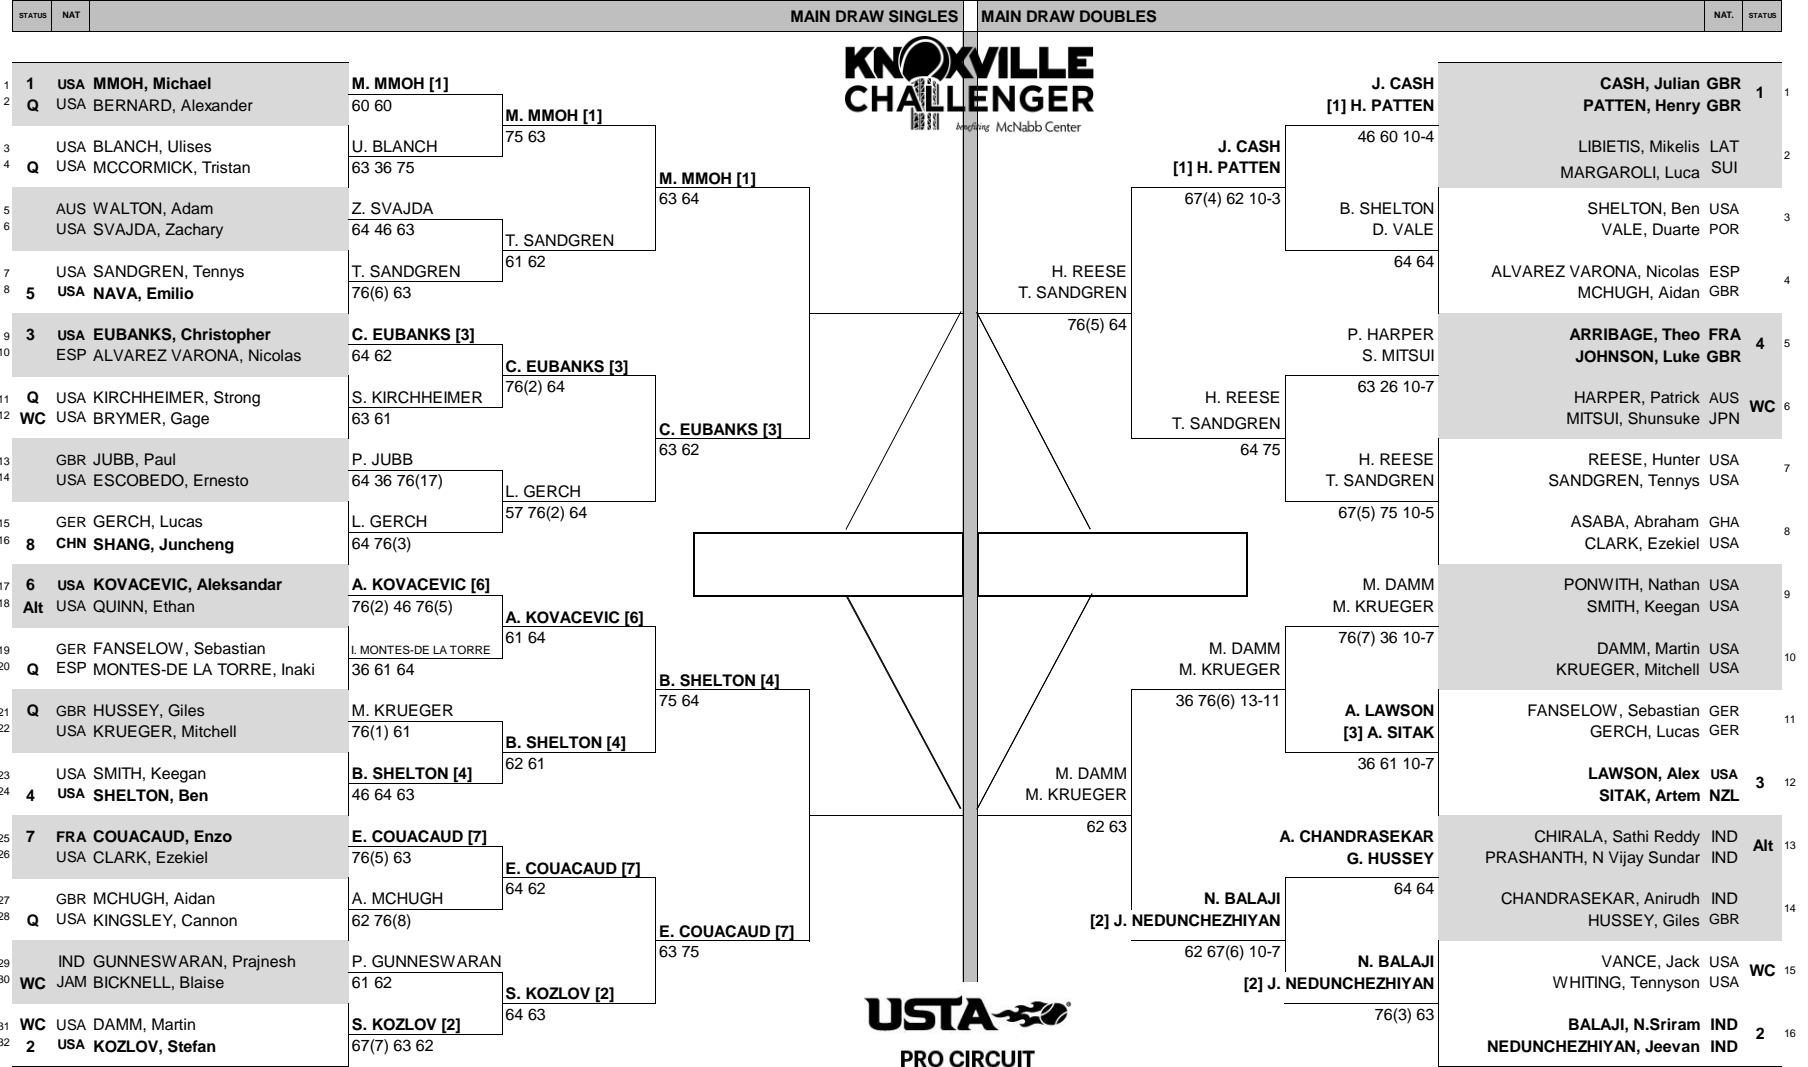 STATUS NAT MAIN DRAW SINGLES MAIN DRAW DOUBLES NAT. STATUS
KNOXVILLE
CHALLENGER
benefiting McNabb Center
1 1 USA MMOH, Michael
2 Q USA BERNARD, Alexander
3 USA BLANCH, Ulises
4 Q USA MCCORMICK, Tristan
5 AUS WALTON, Adam
6 USA SVAJDA, Zachary
7 USA SANDGREN, Tennys
8 5 USA NAVA, Emilio
9 3 USA EUBANKS, Christopher
10 ESP ALVAREZ VARONA, Nicolas
11 Q USA KIRCHHEIMER, Strong
12 WC USA BRYMER, Gage
13 GBR JUBB, Paul
14 USA ESCOBEDO, Ernesto
15 GER GERCH, Lucas
16 8 CHN SHANG, Juncheng
17 6 USA KOVACEVIC, Aleksandar
18 Alt USA QUINN, Ethan
19 GER FANSELOW, Sebastian
20 Q ESP MONTES-DE LA TORRE, Inaki
21 Q GBR HUSSEY, Giles
22 USA KRUEGER, Mitchell
23 USA SMITH, Keegan
24 4 USA SHELTON, Ben
25 7 FRA COUACAUD, Enzo
26 USA CLARK, Ezekiel
27 GBR MCHUGH, Aidan
28 Q USA KINGSLEY, Cannon
29 IND GUNNESWARAN, Prajnesh
30 WC JAM BICKNELL, Blaise
31 WC USA DAMM, Martin
32 2 USA KOZLOV, Stefan
M. MMOH [1]
60 60
U. BLANCH
63 36 75
Z. SVAJDA
64 46 63
T. SANDGREN
76(6) 63
C. EUBANKS [3]
64 62
S. KIRCHHEIMER
63 61
P. JUBB
64 36 76(17)
L. GERCH
64 76(3)
A. KOVACEVIC [6]
76(2) 46 76(5)
I. MONTES-DE LA TORRE
36 61 64
M. KRUEGER
76(1) 61
B. SHELTON [4]
46 64 63
E. COUACAUD [7]
76(5) 63
A. MCHUGH
62 76(8)
P. GUNNESWARAN
61 62
S. KOZLOV [2]
67(7) 63 62
M. MMOH [1]
75 63
T. SANDGREN
61 62
C. EUBANKS [3]
76(2) 64
L. GERCH
57 76(2) 64
A. KOVACEVIC [6]
61 64
B. SHELTON [4]
62 61
E. COUACAUD [7]
64 62
S. KOZLOV [2]
64 63
M. MMOH [1]
63 64
C. EUBANKS [3]
63 62
B. SHELTON [4]
75 64
E. COUACAUD [7]
63 75
H. REESE
T. SANDGREN
76(5) 64
M. DAMM
M. KRUEGER
62 63
J. CASH
[1] H. PATTEN
67(4) 62 10-3
H. REESE
T. SANDGREN
64 75
M. DAMM
M. KRUEGER
36 76(6) 13-11
N. BALAJI
[2] J. NEDUNCHEZHIYAN
62 67(6) 10-7
J. CASH
[1] H. PATTEN
46 60 10-4
B. SHELTON
D. VALE
64 64
P. HARPER
S. MITSUI
63 26 10-7
H. REESE
T. SANDGREN
67(5) 75 10-5
M. DAMM
M. KRUEGER
76(7) 36 10-7
A. LAWSON
[3] A. SITAK
36 61 10-7
A. CHANDRASEKAR
G. HUSSEY
64 64
N. BALAJI
[2] J. NEDUNCHEZHIYAN
76(3) 63
CASH, Julian GBR 1 1
PATTEN, Henry GBR
LIBIETIS, Mikelis LAT 2
MARGAROLI, Luca SUI
SHELTON, Ben USA 3
VALE, Duarte POR
ALVAREZ VARONA, Nicolas ESP 4
MCHUGH, Aidan GBR
ARRIBAGE, Theo FRA 4 5
JOHNSON, Luke GBR
HARPER, Patrick AUS WC 6
MITSUI, Shunsuke JPN
REESE, Hunter USA 7
SANDGREN, Tennys USA
ASABA, Abraham GHA 8
CLARK, Ezekiel USA
PONWITH, Nathan USA 9
SMITH, Keegan USA
DAMM, Martin USA 10
KRUEGER, Mitchell USA
FANSELOW, Sebastian GER 11
GERCH, Lucas GER
LAWSON, Alex USA 3 12
SITAK, Artem NZL
CHIRALA, Sathi Reddy IND Alt 13
PRASHANTH, N Vijay Sundar IND
CHANDRASEKAR, Anirudh IND 14
HUSSEY, Giles GBR
VANCE, Jack USA WC 15
WHITING, Tennyson USA
BALAJI, N.Sriram IND 2 16
NEDUNCHEZHIYAN, Jeevan IND
USTA
PRO CIRCUIT